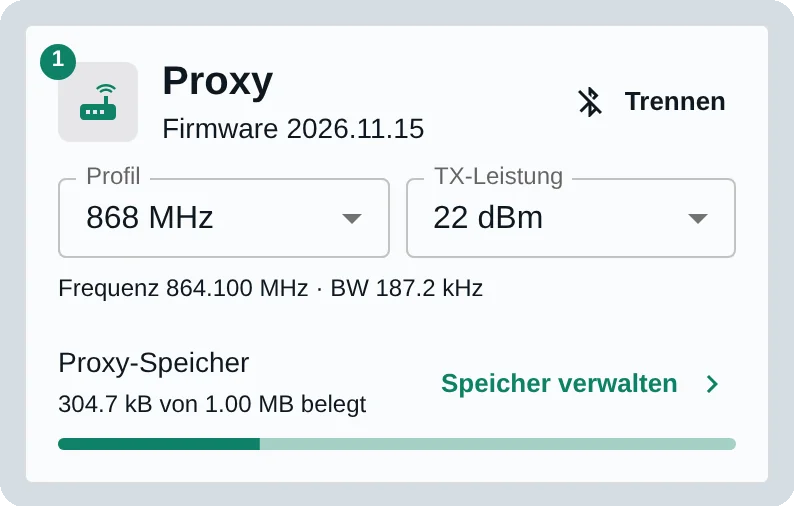 1
Proxy
Firmware 2026.11.15
Trennen
Profil
868 MHz
TX-Leistung
22 dBm
Frequenz 864.100 MHz · BW 187.2 kHz
Proxy-Speicher
304.7 kB von 1.00 MB belegt
Speicher verwalten